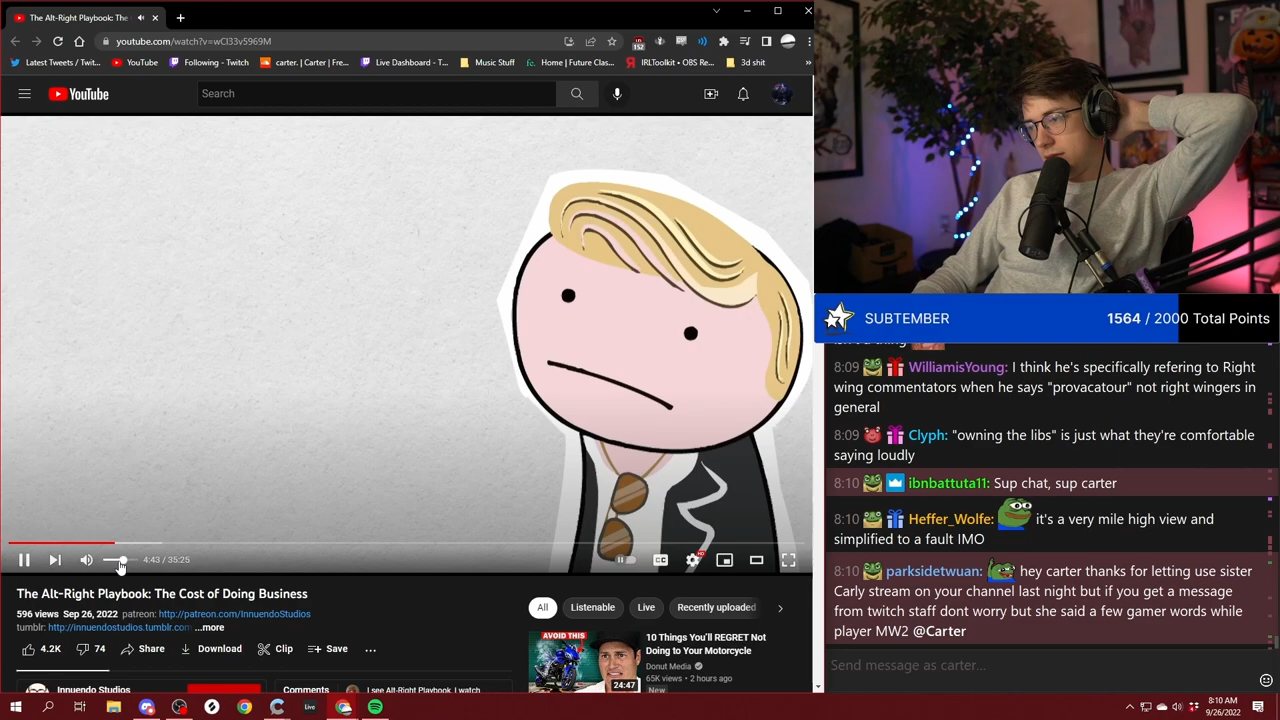 The Alt-Right Playbook: The
youtube.com/watch?v=wCl33v5969M
152
Latest Tweets / Twit...
YouTube
Following - Twitch
carter. | Carter | Fre...
Live Dashboard - T...
Music Stuff
Home | Future Clas...
IRLToolkit • OBS Re...
3d shit
»
YouTube
Search
4:43 / 35:25
CC
HD
The Alt-Right Playbook: The Cost of Doing Business
596 views Sep 26, 2022 patreon: http://patreon.com/InnuendoStudios
tumblr: http://innuendostudios.tumblr.com ...more
4.2K
74
Share
Download
Clip
Save
Innuendo Studios
Comments
I see Alt-Right Playbook, I watch
All
Listenable
Live
Recently uploaded
AVOID THIS
24:47
10 Things You'll REGRET Not
Doing to Your Motorcycle
Donut Media
65K views • 2 hours ago
New
SUBTEMBER
1564 / 2000 Total Points
8:09 WilliamisYoung: I think he's specifically refering to Right
wing commentators when he says "provacatour" not right wingers in
general
8:09 Clyph: "owning the libs" is just what they're comfortable
saying loudly
8:10 ibnbattuta11: Sup chat, sup carter
8:10 Heffer_Wolfe: it's a very mile high view and
simplified to a fault IMO
8:10 parksidetwuan: hey carter thanks for letting use sister
Carly stream on your channel last night but if you get a message
from twitch staff dont worry but she said a few gamer words while
player MW2 @Carter
Send message as carter...
Live
8:10 AM
9/26/2022